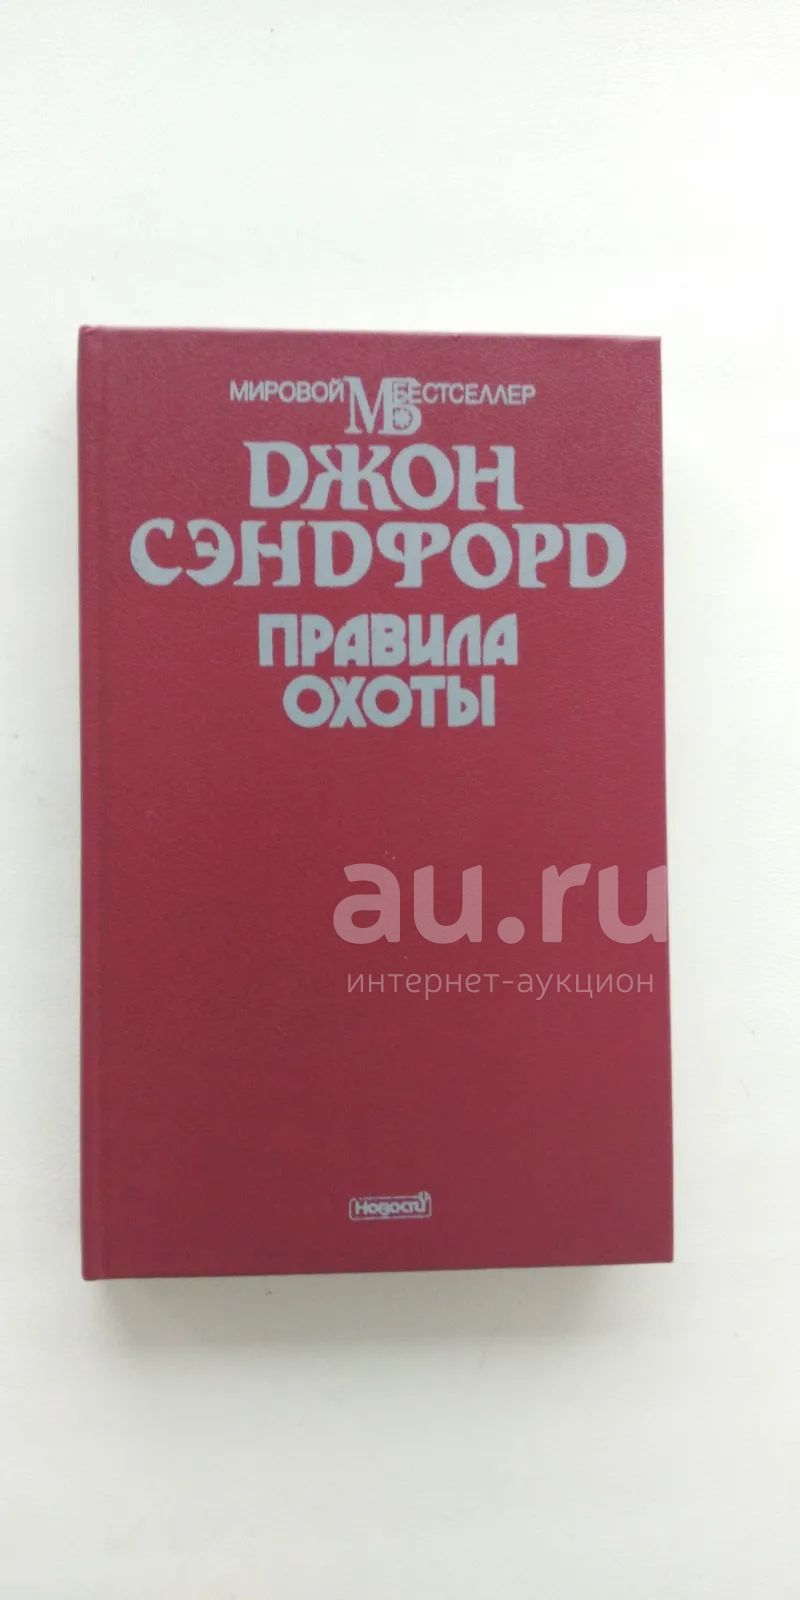 МИРОВОЙ МБ БЕСТСЕЛЛЕР
ДЖОН
СЭНДФОРД
ПРАВИЛА
ОХОТЫ
au.ru
интернет-аукцион
Новости